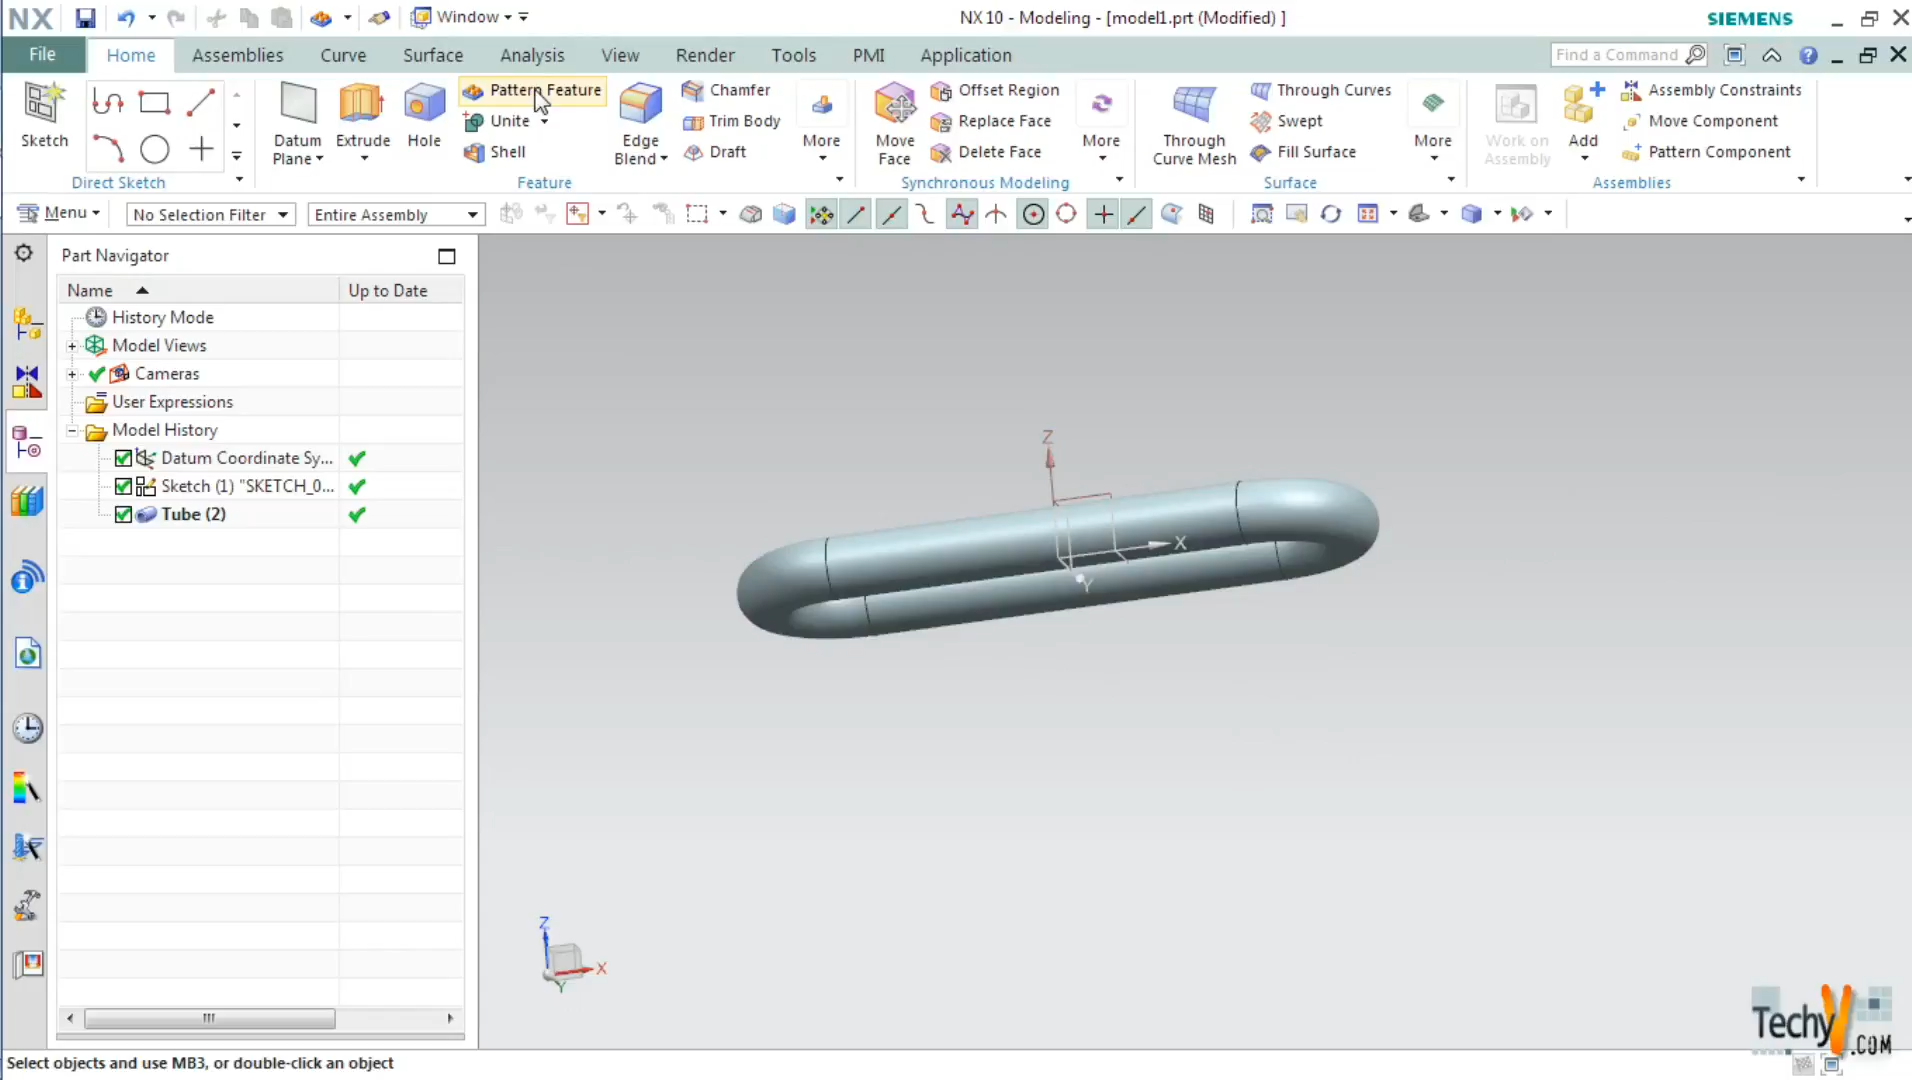 NX
Window
NX 10 - Modeling - [model1.prt (Modified) ]
SIEMENS
File
Home
Assemblies
Curve
Surface
Analysis
View
Render
Tools
PMI
Application
Find a Command
Sketch
Direct Sketch
Datum
Plane
Extrude
Hole
Pattern Feature
Unite
Shell
Edge
Blend
Chamfer
Trim Body
Draft
More
Feature
Move
Face
Offset Region
Replace Face
Delete Face
More
Synchronous Modeling
Through
Curve Mesh
Through Curves
Swept
Fill Surface
More
Surface
Work on
Assembly
Add
Assembly Constraints
Move Component
Pattern Component
Assemblies
Menu
No Selection Filter
Entire Assembly
Part Navigator
Name
Up to Date
History Mode
Model Views
Cameras
User Expressions
Model History
Datum Coordinate Sy...
Sketch (1) "SKETCH_0...
Tube (2)
Z
X
Y
Z
X
Y
TechyV
.COM
Select objects and use MB3, or double-click an object